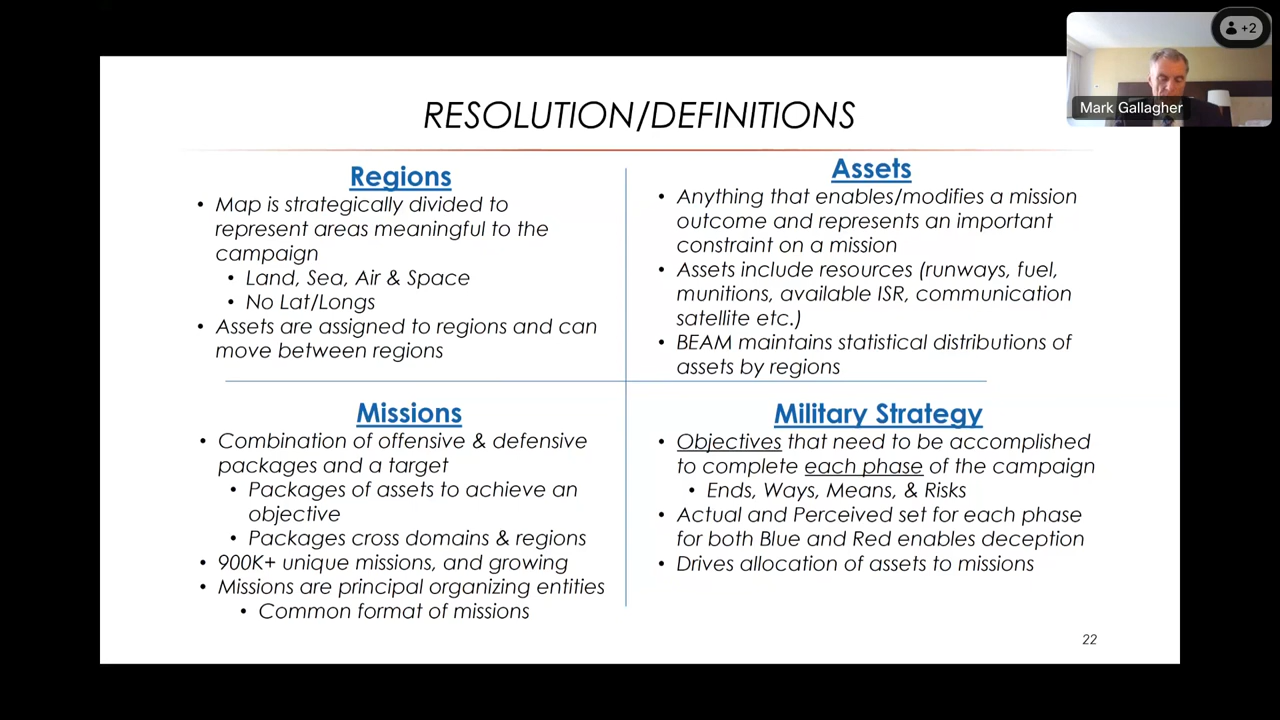 +2
Mark Gallagher
RESOLUTION/DEFINITIONS
Regions
• Map is strategically divided to
represent areas meaningful to the
campaign
• Land, Sea, Air & Space
• No Lat/Longs
• Assets are assigned to regions and can
move between regions
Assets
• Anything that enables/modifies a mission
outcome and represents an important
constraint on a mission
• Assets include resources (runways, fuel,
munitions, available ISR, communication
satellite etc.)
• BEAM maintains statistical distributions of
assets by regions
Missions
• Combination of offensive & defensive
packages and a target
• Packages of assets to achieve an
objective
• Packages cross domains & regions
• 900K+ unique missions, and growing
• Missions are principal organizing entities
• Common format of missions
Military Strategy
• Objectives that need to be accomplished
to complete each phase of the campaign
• Ends, Ways, Means, & Risks
• Actual and Perceived set for each phase
for both Blue and Red enables deception
• Drives allocation of assets to missions
22